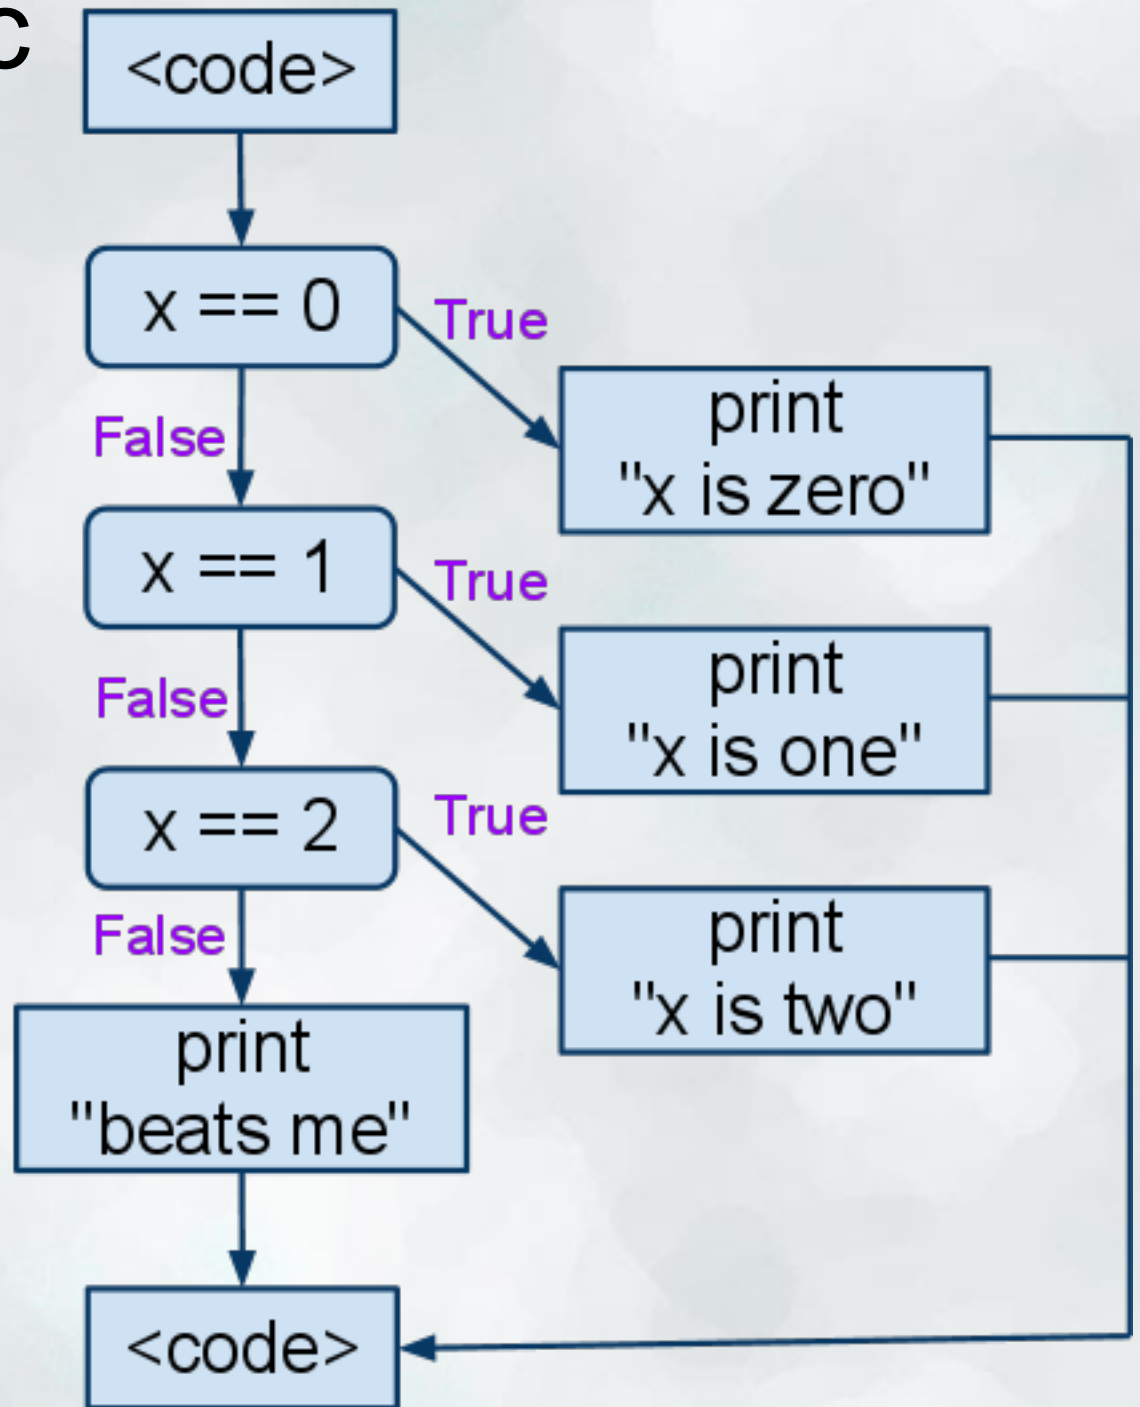 c
<code>
x == 0
True
False
print
"x is zero"
x == 1
True
False
print
"x is one"
x == 2
True
False
print
"x is two"
print
"beats me"
<code>